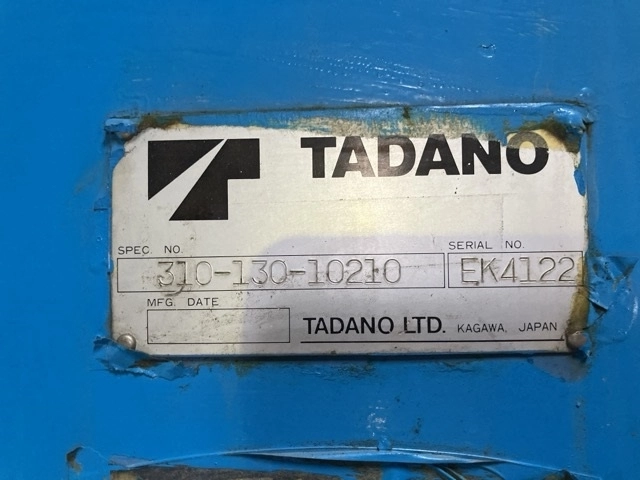 TADANO
SPEC. NO.
310-130-10210
SERIAL NO.
EK4122
MFG. DATE
TADANO LTD. KAGAWA, JAPAN